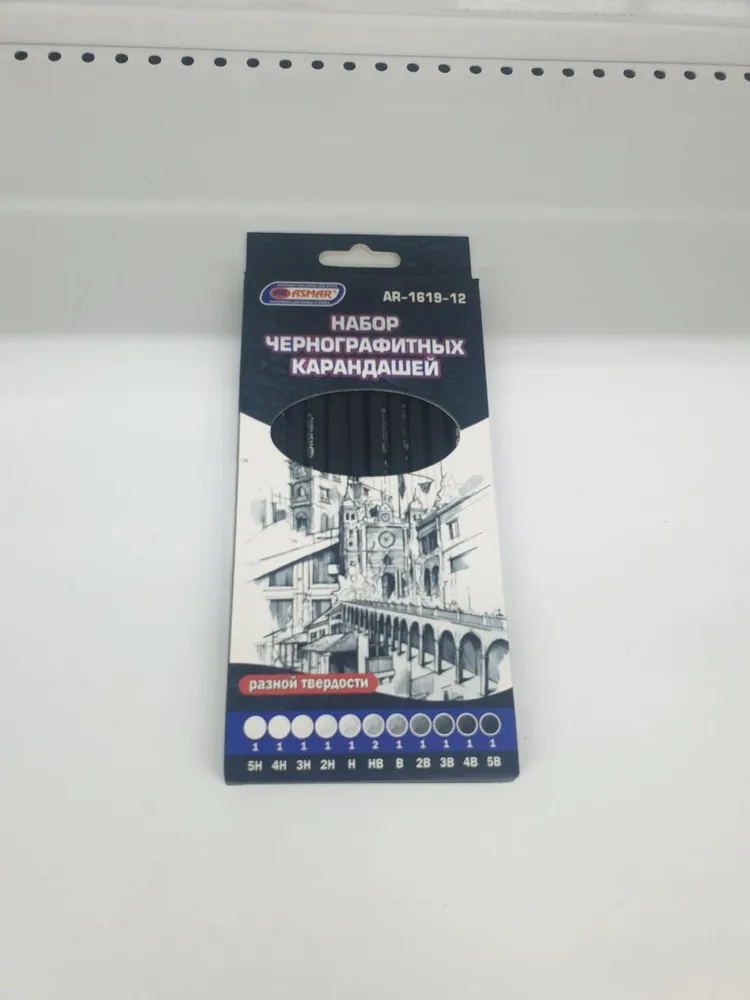 ASMAR
AR-1619-12
НАБОР
ЧЕРНОГРАФИТНЫХ
КАРАНДАШЕЙ
разной твердости
1 1 1 1 1 2 1 1 1 1 1
5H 4H 3H 2H H HB B 2B 3B 4B 5B